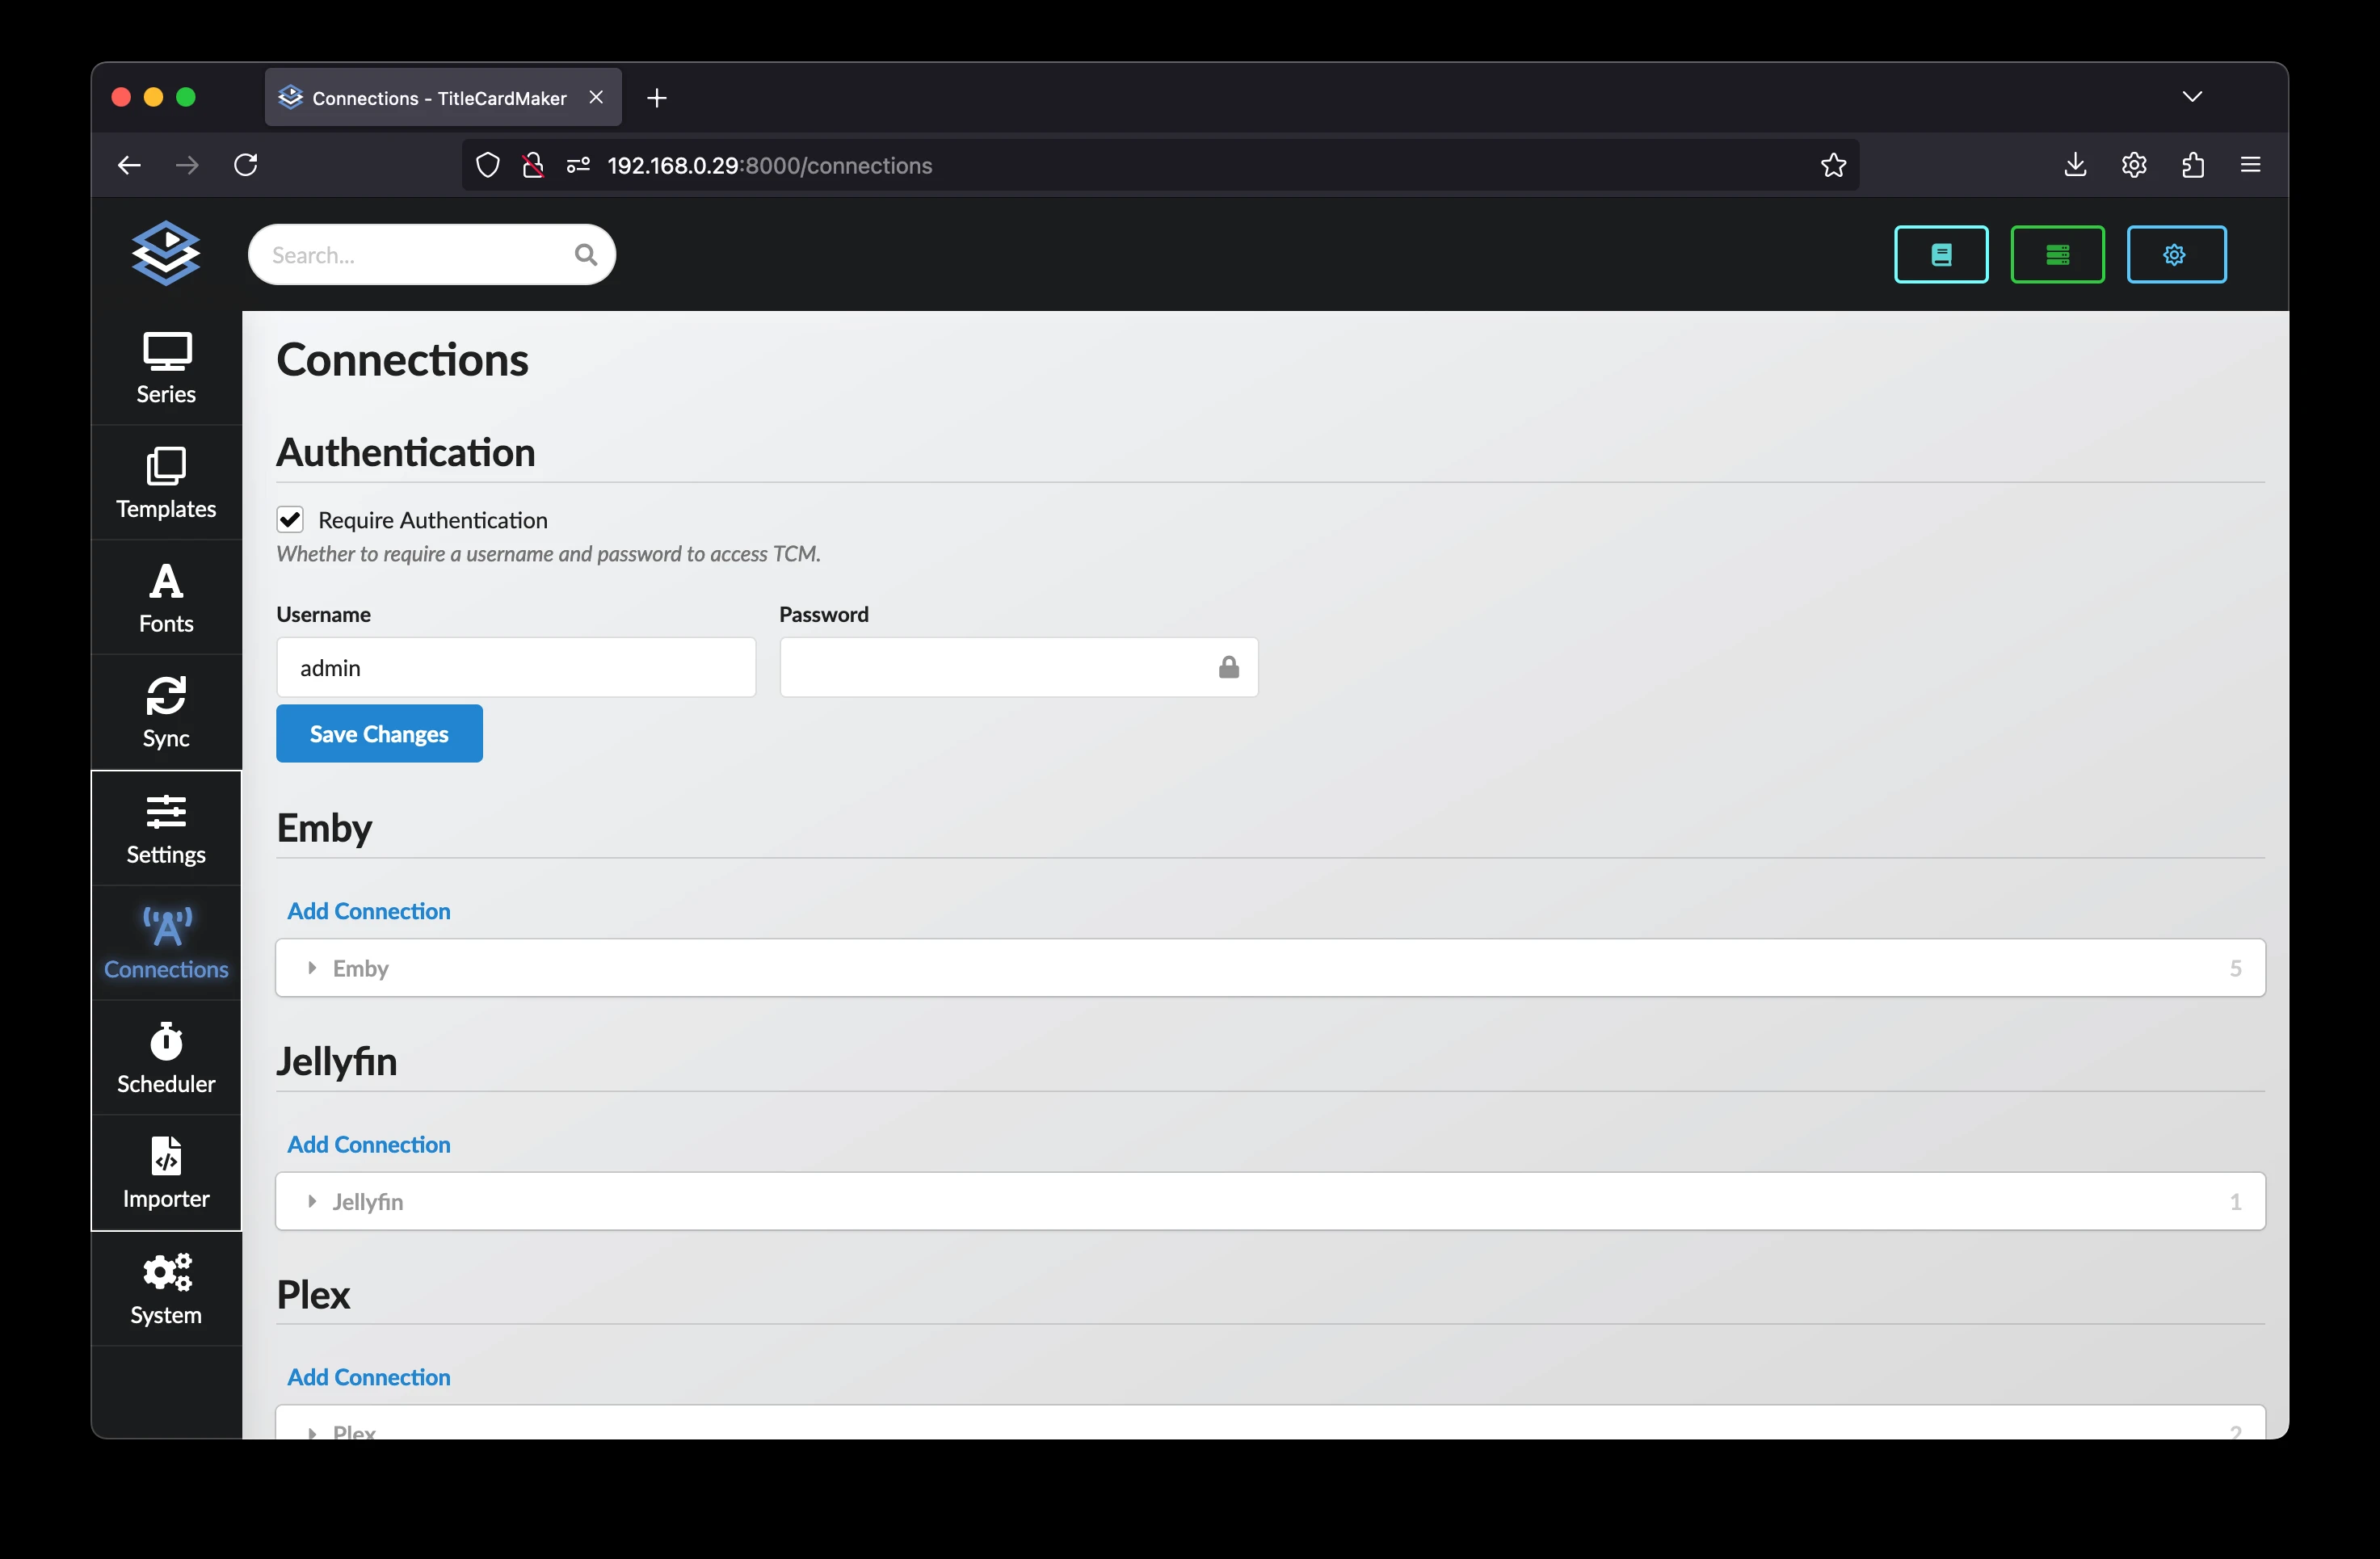 Connections - TitleCardMaker
192.168.0.29:8000/connections
Search...
Series
Templates
Fonts
Sync
Settings
Connections
Scheduler
Importer
System
Connections
Authentication
Require Authentication
Whether to require a username and password to access TCM.
Username Password
admin
Save Changes
Emby
Add Connection
Emby 5
Jellyfin
Add Connection
Jellyfin 1
Plex
Add Connection
Plex 2